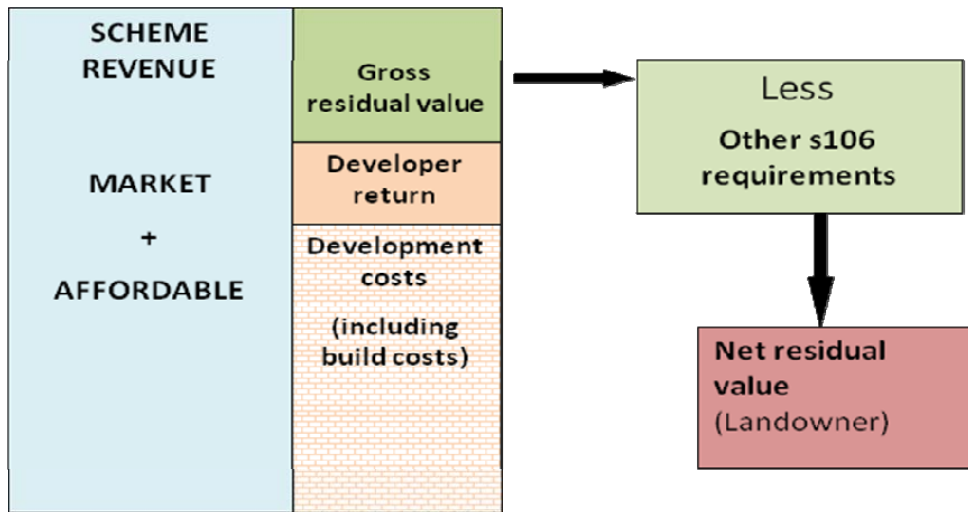 SCHEME
REVENUE
MARKET
+
AFFORDABLE
Gross
residual value
Developer
return
Development
costs
(including
build costs)
Less
Other s106
requirements
Net residual
value
(Landowner)